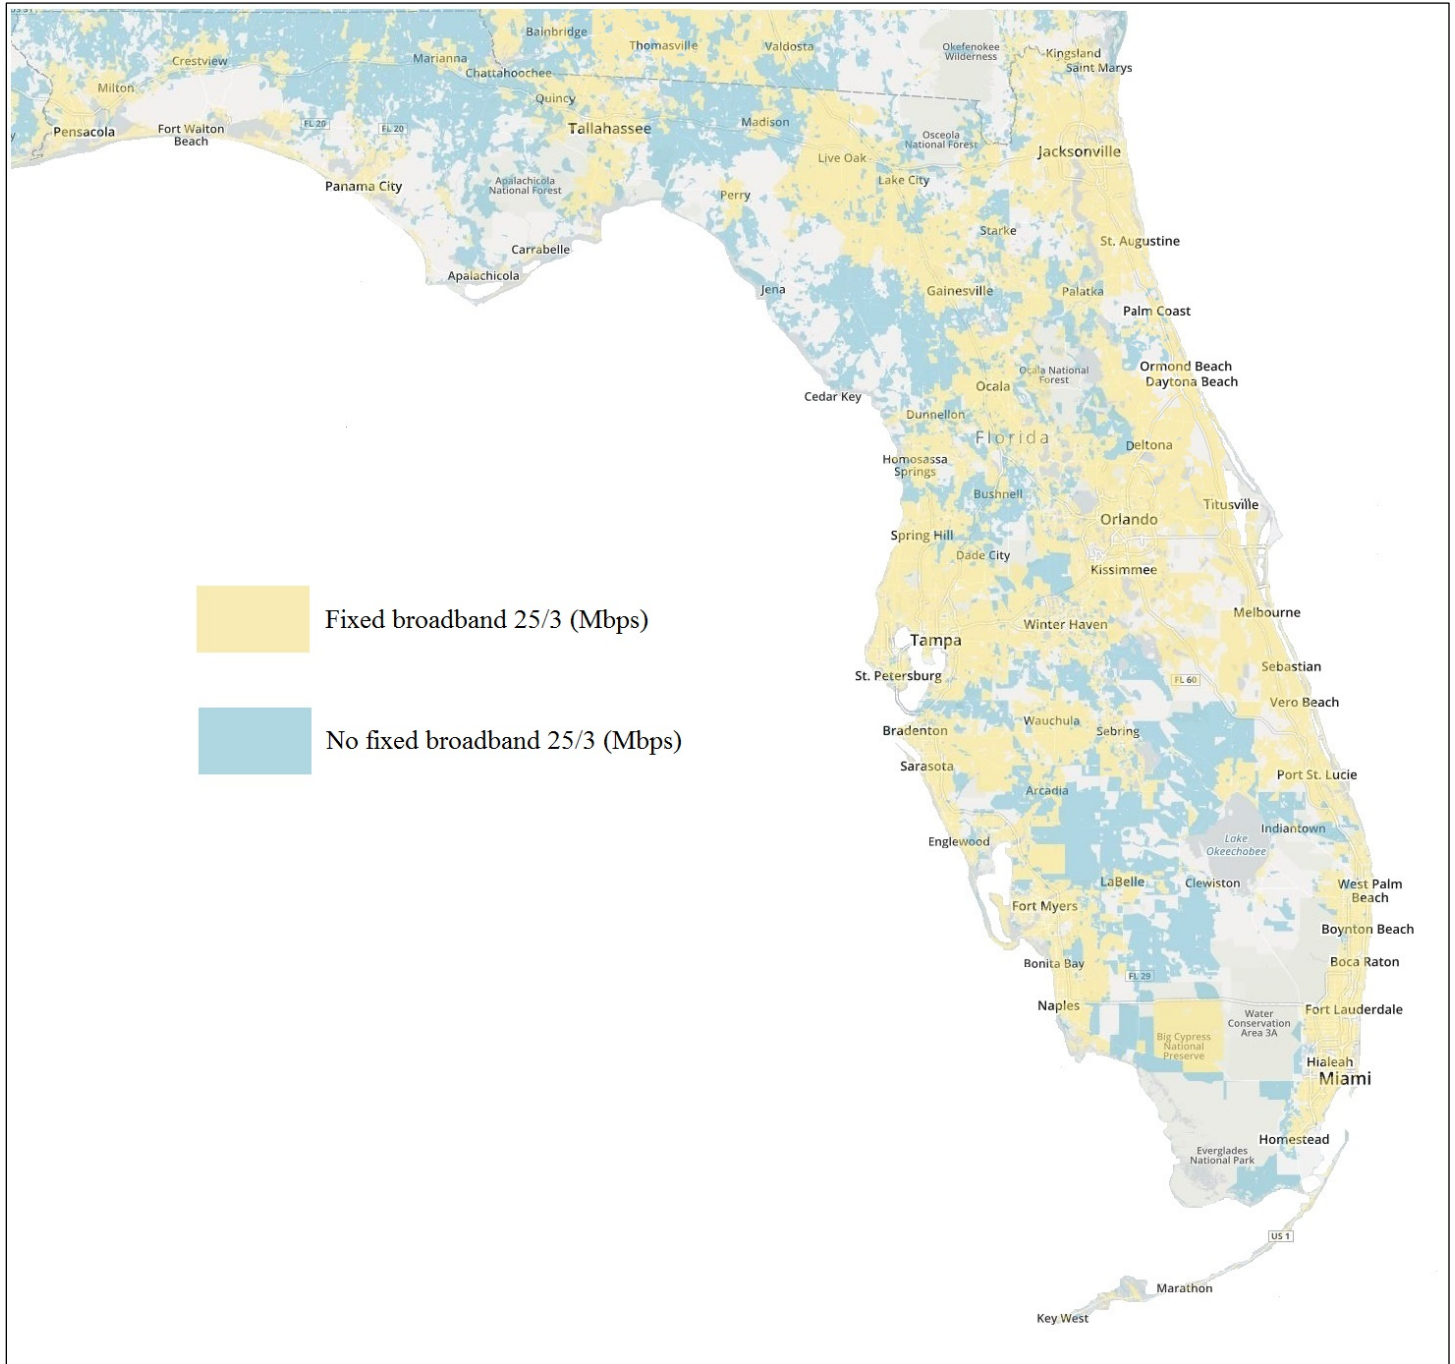 US 31
Bainbridge
Thomasville
Valdosta
Okefenokee
Wilderness
Kingsland
Saint Marys
Crestview
Marianna
Chattahoochee
Milton
Quincy
Pensacola
Fort Walton
Beach
FL 20
FL 20
Tallahassee
Madison
Osceola
National Forest
Jacksonville
Live Oak
Lake City
Panama City
Apalachicola
National Forest
Perry
Starke
St. Augustine
Carrabelle
Apalachicola
Jena
Gainesville
Palatka
Palm Coast
Ocala National
Forest
Ormond Beach
Daytona Beach
Cedar Key
Ocala
Dunnellon
Florida
Deltona
Homosassa
Springs
Bushnell
Titusville
Orlando
Spring Hill
Dade City
Kissimmee
Fixed broadband 25/3 (Mbps)
Melbourne
Winter Haven
Tampa
St. Petersburg
Sebastian
FL 60
Vero Beach
No fixed broadband 25/3 (Mbps)
Bradenton
Wauchula
Sebring
Sarasota
Port St. Lucie
Arcadia
Indiantown
Englewood
Lake
Okeechobee
LaBelle
Clewiston
West Palm
Beach
Fort Myers
Boynton Beach
Bonita Bay
Boca Raton
FL 29
Naples
Fort Lauderdale
Water
Conservation
Area 3A
Big Cypress
National
Preserve
Hialeah
Miami
Homestead
Everglades
National Park
US 1
Marathon
Key West